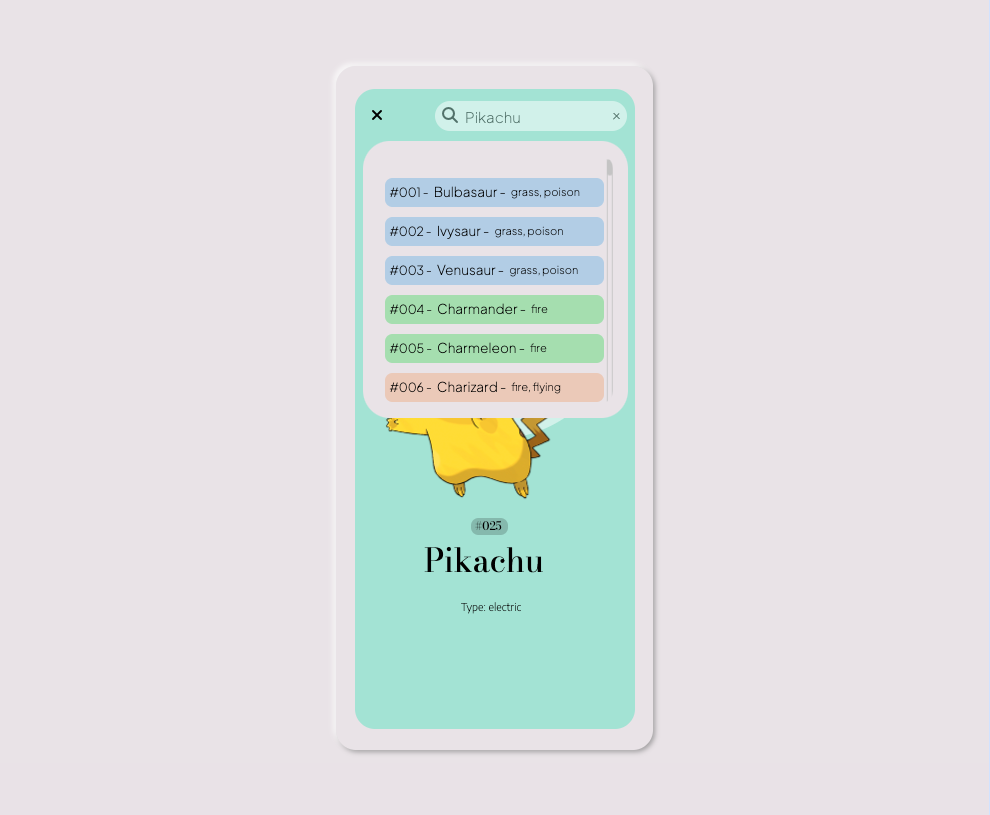 × Pikachu ×
#001 - Bulbasaur - grass, poison
#002 - Ivysaur - grass, poison
#003 - Venusaur - grass, poison
#004 - Charmander - fire
#005 - Charmeleon - fire
#006 - Charizard - fire, flying
#025
Pikachu
Type: electric